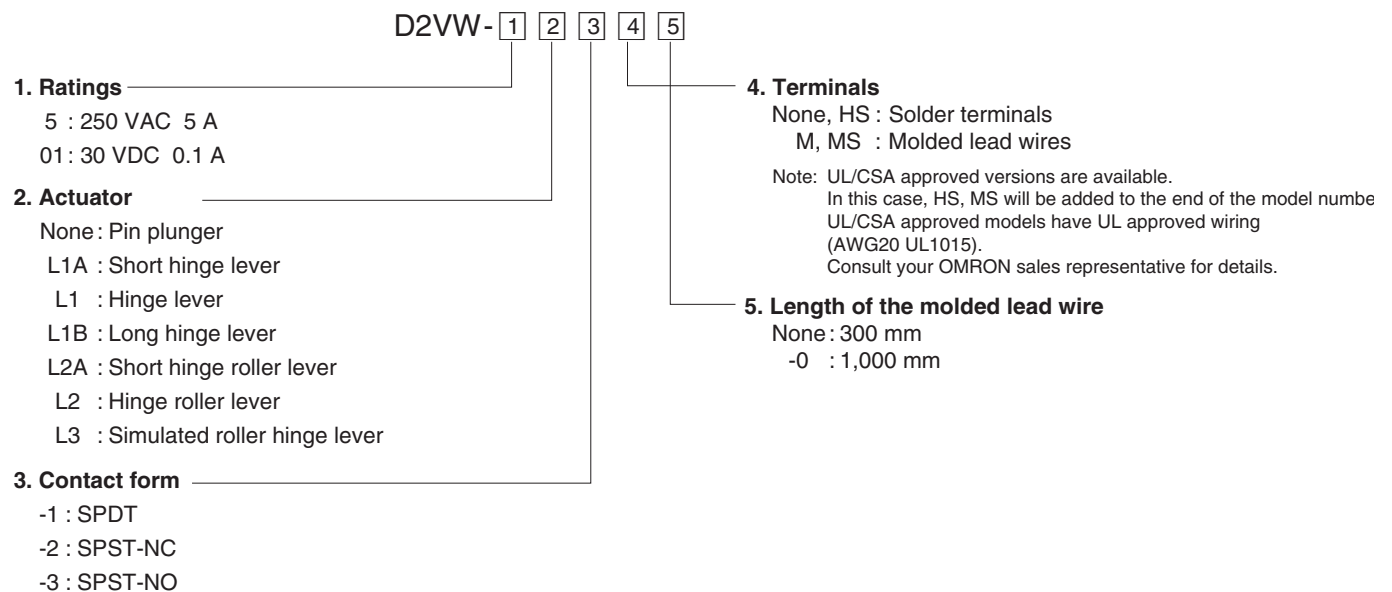 D2VW- 1 2 3 4 5
1. Ratings
5 : 250 VAC 5 A
01 : 30 VDC 0.1 A
2. Actuator
None : Pin plunger
L1A : Short hinge lever
L1 : Hinge lever
L1B : Long hinge lever
L2A : Short hinge roller lever
L2 : Hinge roller lever
L3 : Simulated roller hinge lever
3. Contact form
-1 : SPDT
-2 : SPST-NC
-3 : SPST-NO
4. Terminals
None, HS : Solder terminals
M, MS : Molded lead wires
Note: UL/CSA approved versions are available.
In this case, HS, MS will be added to the end of the model numbe
UL/CSA approved models have UL approved wiring
(AWG20 UL1015).
Consult your OMRON sales representative for details.
5. Length of the molded lead wire
None : 300 mm
-0 : 1,000 mm